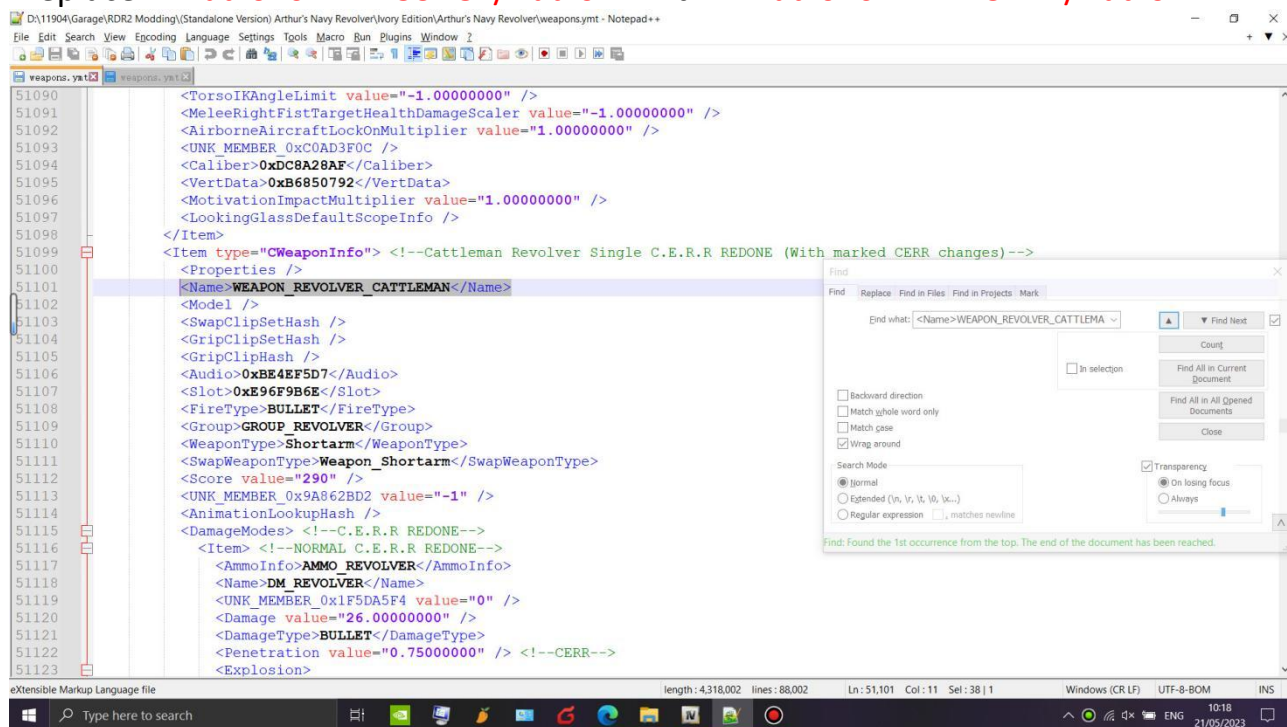 D:\11904\Garage\RDR2 Modding\(Standalone Version) Arthur's Navy Revolver\Ivory Edition\Arthur's Navy Revolver\weapons.ymt - Notepad++
File Edit Search View Encoding Language Settings Tools Macro Run Plugins Window ?
weapons.ymt weapons.ymt
51090 <TorsoIKAngleLimit value="-1.00000000" />
51091 <MeleeRightFistTargetHealthDamageScaler value="-1.00000000" />
51092 <AirborneAircraftLockOnMultiplier value="1.00000000" />
51093 <UNK_MEMBER_0xC0AD3F0C />
51094 <Caliber>0xDC8A28AF</Caliber>
51095 <VertData>0xB6850792</VertData>
51096 <MotivationImpactMultiplier value="1.00000000" />
51097 <LookingGlassDefaultScopeInfo />
51098 </Item>
51099 <Item type="CWeaponInfo"> <!--Cattleman Revolver Single C.E.R.R REDONE (With marked CERR changes)-->
51100 <Properties />
51101 <Name>WEAPON_REVOLVER_CATTLEMAN</Name>
51102 <Model />
51103 <SwapClipSetHash />
51104 <GripClipSetHash />
51105 <GripClipHash />
51106 <Audio>0xBE4EF5D7</Audio>
51107 <Slot>0xE96F9B6E</Slot>
51108 <FireType>BULLET</FireType>
51109 <Group>GROUP_REVOLVER</Group>
51110 <WeaponType>Shortarm</WeaponType>
51111 <SwapWeaponType>Weapon_Shortarm</SwapWeaponType>
51112 <Score value="290" />
51113 <UNK_MEMBER_0x9A862BD2 value="-1" />
51114 <AnimationLookupHash />
51115 <DamageModes> <!--C.E.R.R REDONE-->
51116 <Item> <!--NORMAL C.E.R.R REDONE-->
51117 <AmmoInfo>AMMO_REVOLVER</AmmoInfo>
51118 <Name>DM_REVOLVER</Name>
51119 <UNK_MEMBER_0x1F5DA5F4 value="0" />
51120 <Damage value="26.00000000" />
51121 <DamageType>BULLET</DamageType>
51122 <Penetration value="0.75000000" /> <!--CERR-->
51123 <Explosion>
Find
Find Replace Find in Files Find in Projects Mark
Find what: <Name>WEAPON_REVOLVER_CATTLEMA
▲ ▼ Find Next
Count
In selection
Find All in Current Document
Find All in All Opened Documents
Close
Backward direction
Match whole word only
Match case
Wrap around
Search Mode
Normal
Extended (\n, \r, \t, \0, \x...)
Regular expression . matches newline
Transparency
On losing focus
Always
Find: Found the 1st occurrence from the top. The end of the document has been reached.
eXtensible Markup Language file length : 4,318,002 lines : 88,002 Ln : 51,101 Col : 11 Sel : 38 | 1 Windows (CR LF) UTF-8-BOM INS
Type here to search
ENG 10:18
21/05/2023